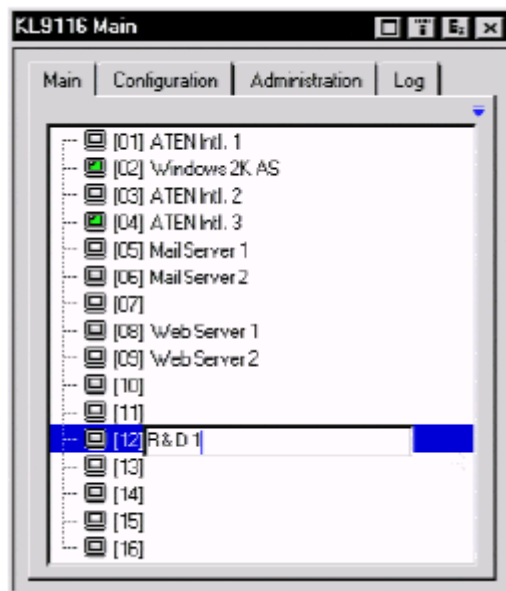 KL9116 Main
Main Configuration Administration Log
[01] ATEN Intl. 1
[02] Windows 2K AS
[03] ATEN Intl. 2
[04] ATEN Intl. 3
[05] Mail Server 1
[06] Mail Server 2
[07]
[08] Web Server 1
[09] Web Server 2
[10]
[11]
[12] R & D 1
[13]
[14]
[15]
[16]